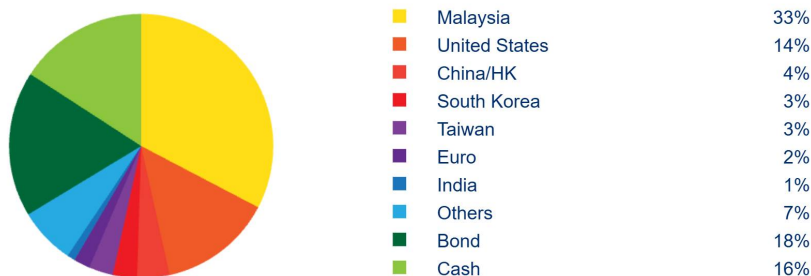 Malaysia 33%
United States 14%
China/HK 4%
South Korea 3%
Taiwan 3%
Euro 2%
India 1%
Others 7%
Bond 18%
Cash 16%